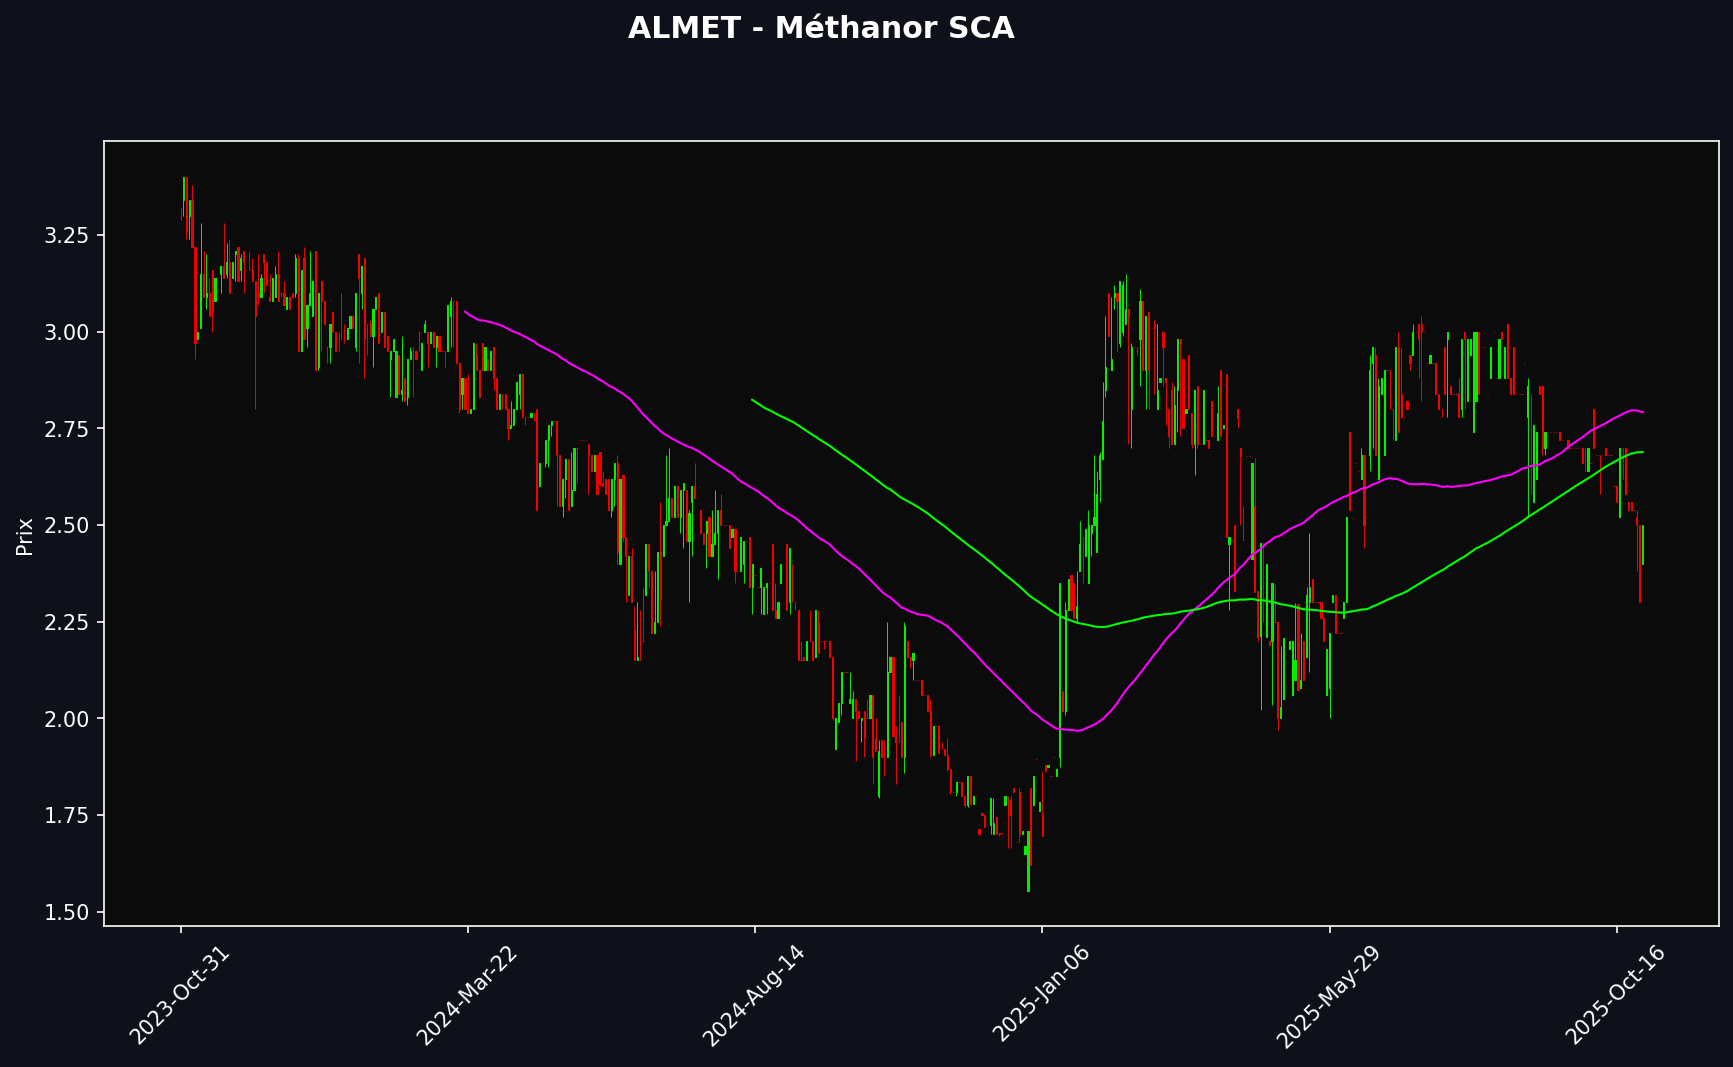 ALMET - Méthanor SCA
Prix
3.25
3.00
2.75
2.50
2.25
2.00
1.75
1.50
2023-Oct-31
2024-Mar-22
2024-Aug-14
2025-Jan-06
2025-May-29
2025-Oct-16